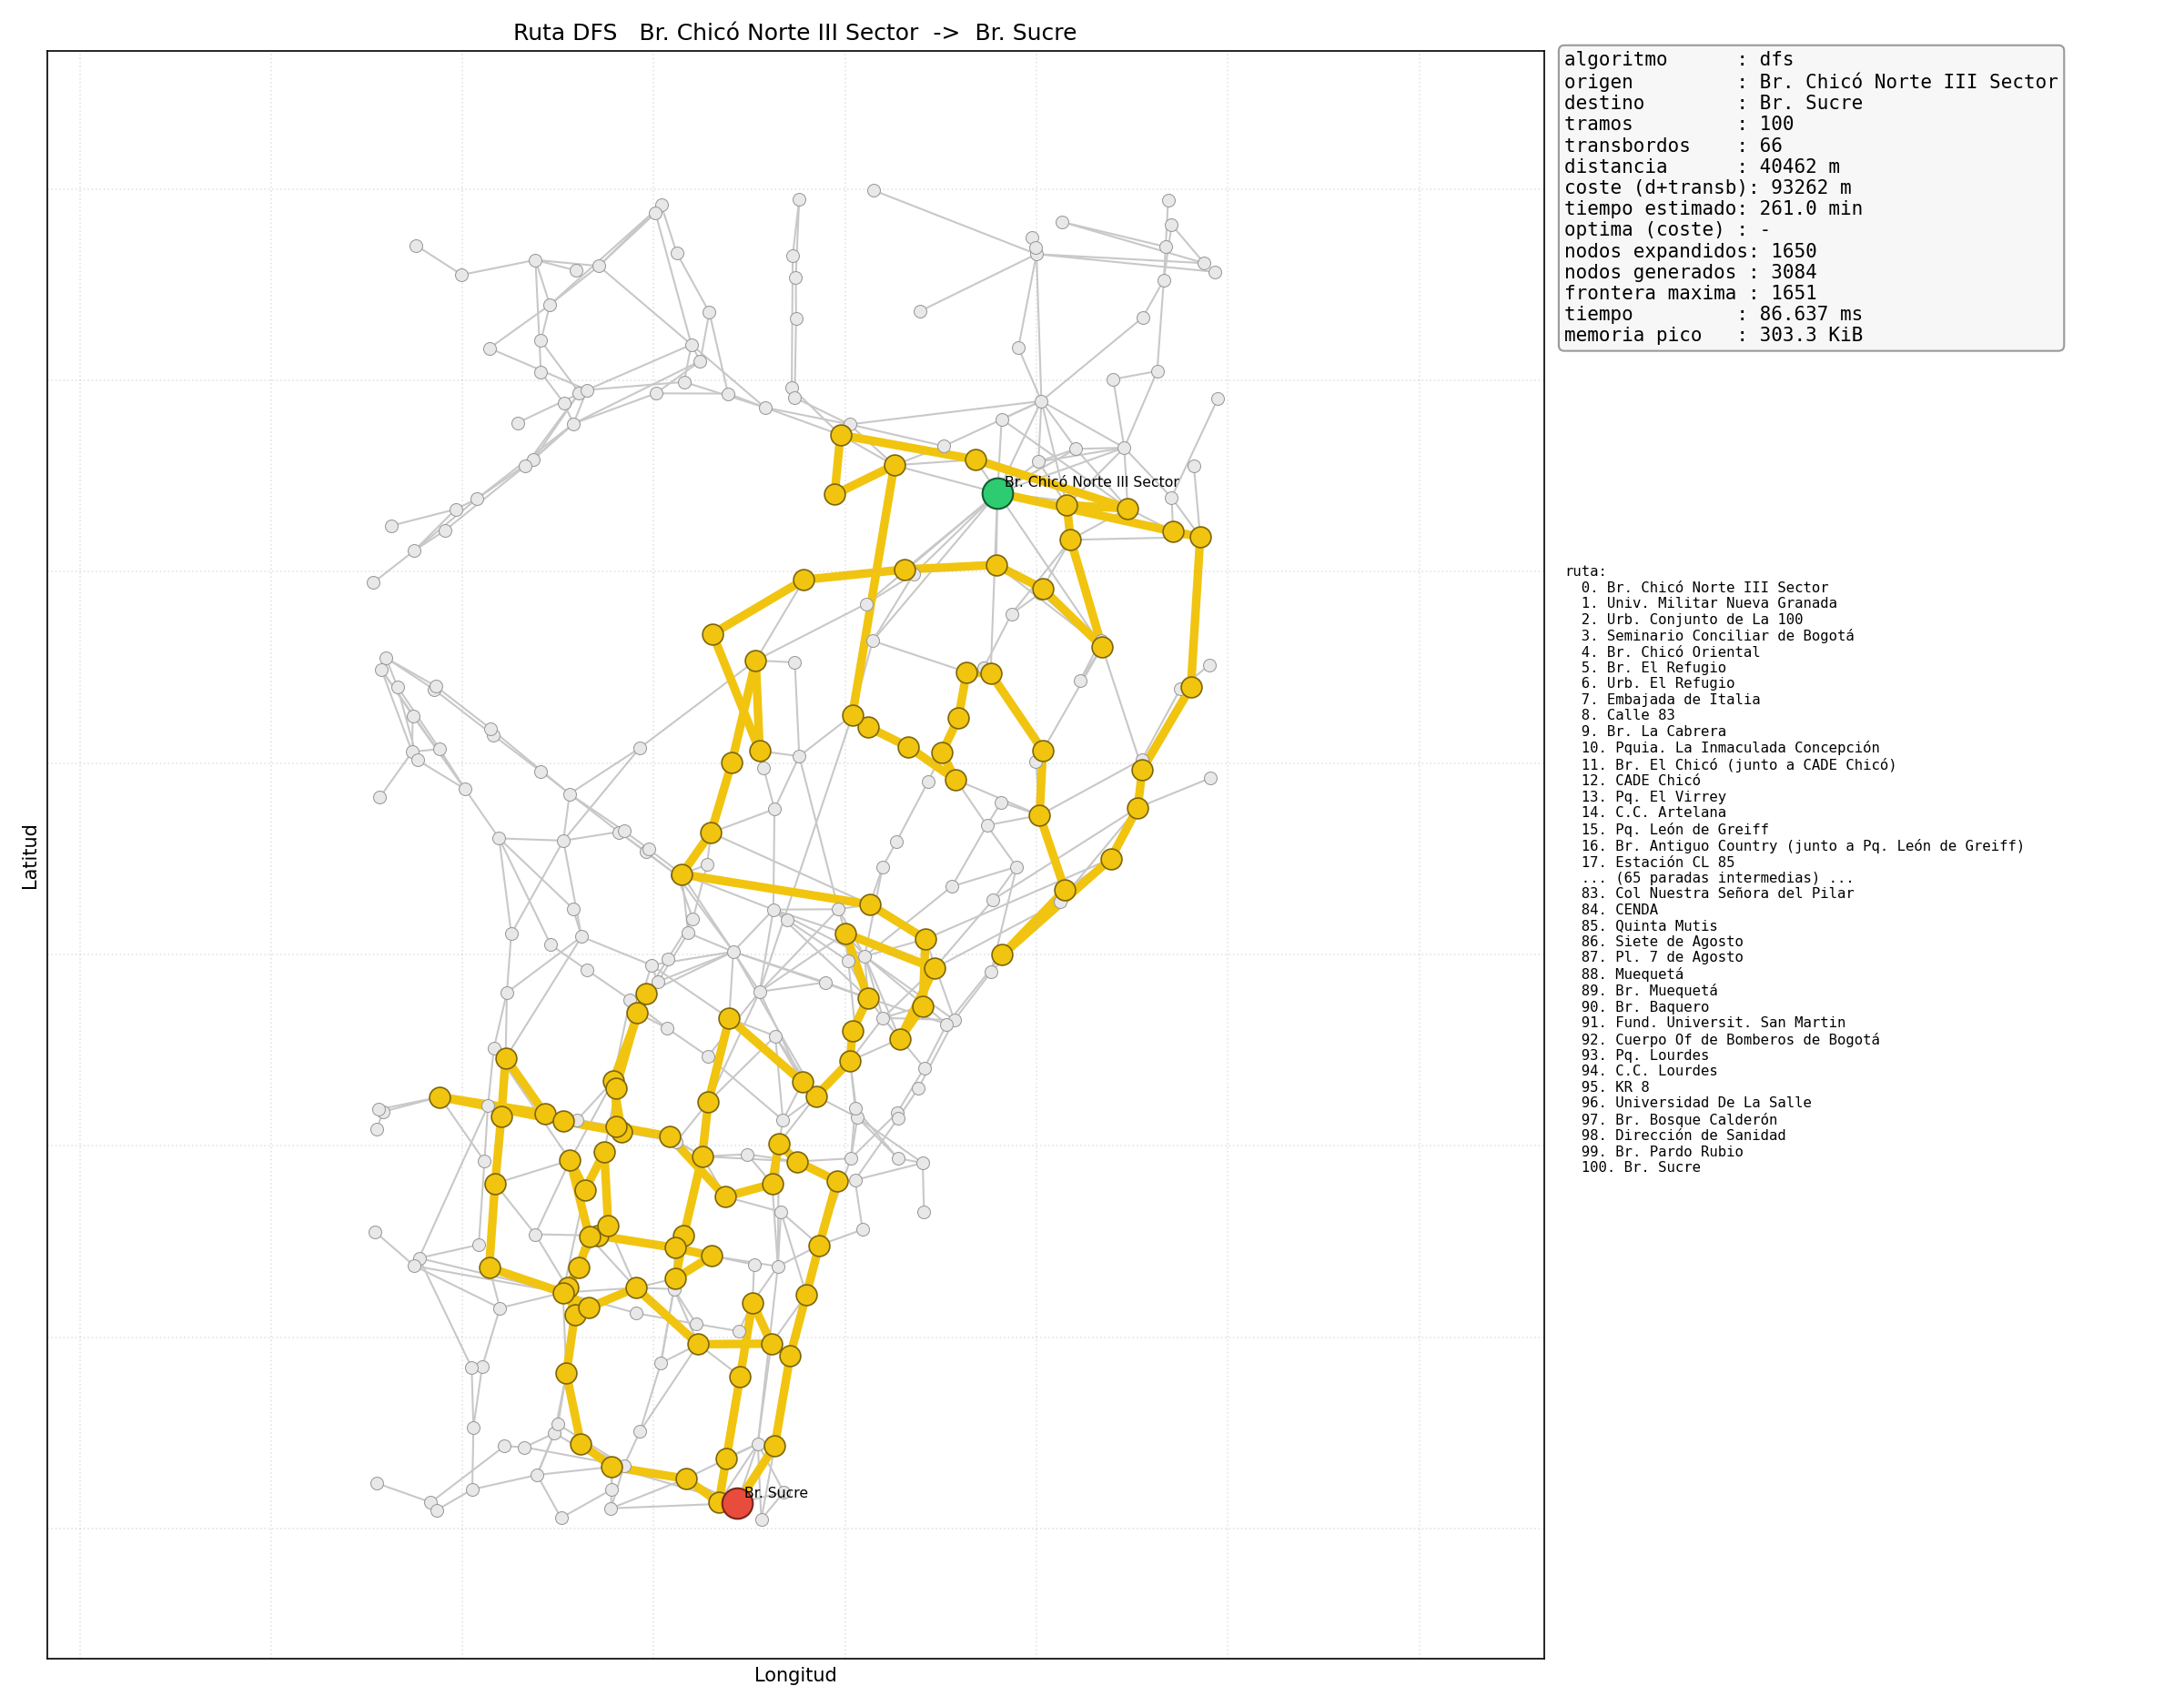 Ruta DFS   Br. Chicó Norte III Sector  ->  Br. Sucre
algoritmo      : dfs
origen         : Br. Chicó Norte III Sector
destino        : Br. Sucre
tramos         : 100
transbordos    : 66
distancia      : 40462 m
coste (d+transb): 93262 m
tiempo estimado: 261.0 min
optima (coste) : -
nodos expandidos: 1650
nodos generados : 3084
frontera maxima : 1651
tiempo         : 86.637 ms
memoria pico   : 303.3 KiB
Br. Chicó Norte III Sector
ruta:
0. Br. Chicó Norte III Sector
1. Univ. Militar Nueva Granada
2. Urb. Conjunto de La 100
3. Seminario Conciliar de Bogotá
4. Br. Chicó Oriental
5. Br. El Refugio
6. Urb. El Refugio
7. Embajada de Italia
8. Calle 83
9. Br. La Cabrera
10. Pquia. La Inmaculada Concepción
11. Br. El Chicó (junto a CADE Chicó)
12. CADE Chicó
13. Pq. El Virrey
14. C.C. Artelana
15. Pq. León de Greiff
16. Br. Antiguo Country (junto a Pq. León de Greiff)
17. Estación CL 85
... (65 paradas intermedias) ...
83. Col Nuestra Señora del Pilar
84. CENDA
85. Quinta Mutis
86. Siete de Agosto
87. Pl. 7 de Agosto
88. Muequetá
89. Br. Muequetá
90. Br. Baquero
91. Fund. Universit. San Martin
92. Cuerpo Of de Bomberos de Bogotá
93. Pq. Lourdes
94. C.C. Lourdes
95. KR 8
96. Universidad De La Salle
97. Br. Bosque Calderón
98. Dirección de Sanidad
99. Br. Pardo Rubio
100. Br. Sucre
Latitud
Br. Sucre
Longitud